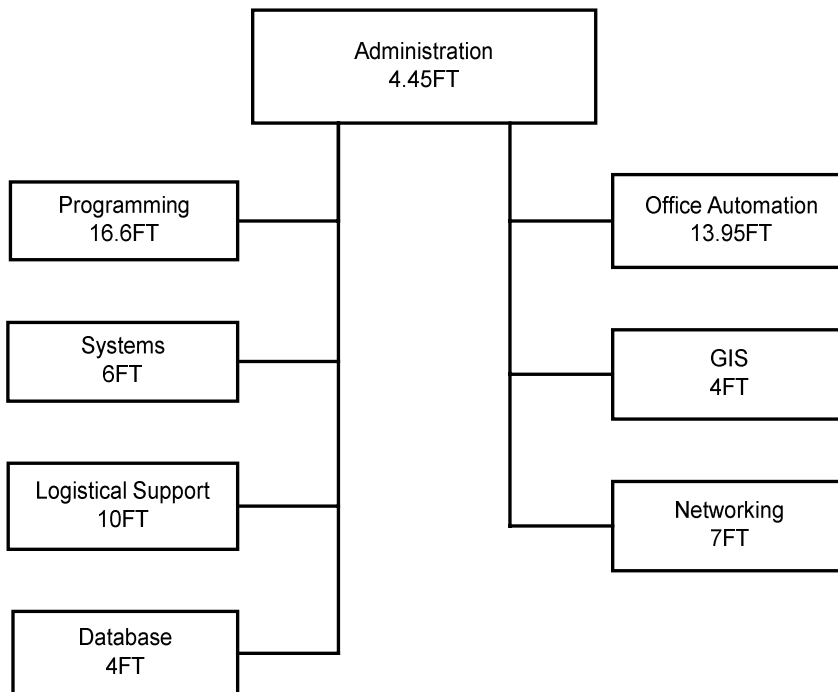 Administration
4.45FT
Programming
16.6FT
Systems
6FT
Logistical Support
10FT
Database
4FT
Office Automation
13.95FT
GIS
4FT
Networking
7FT